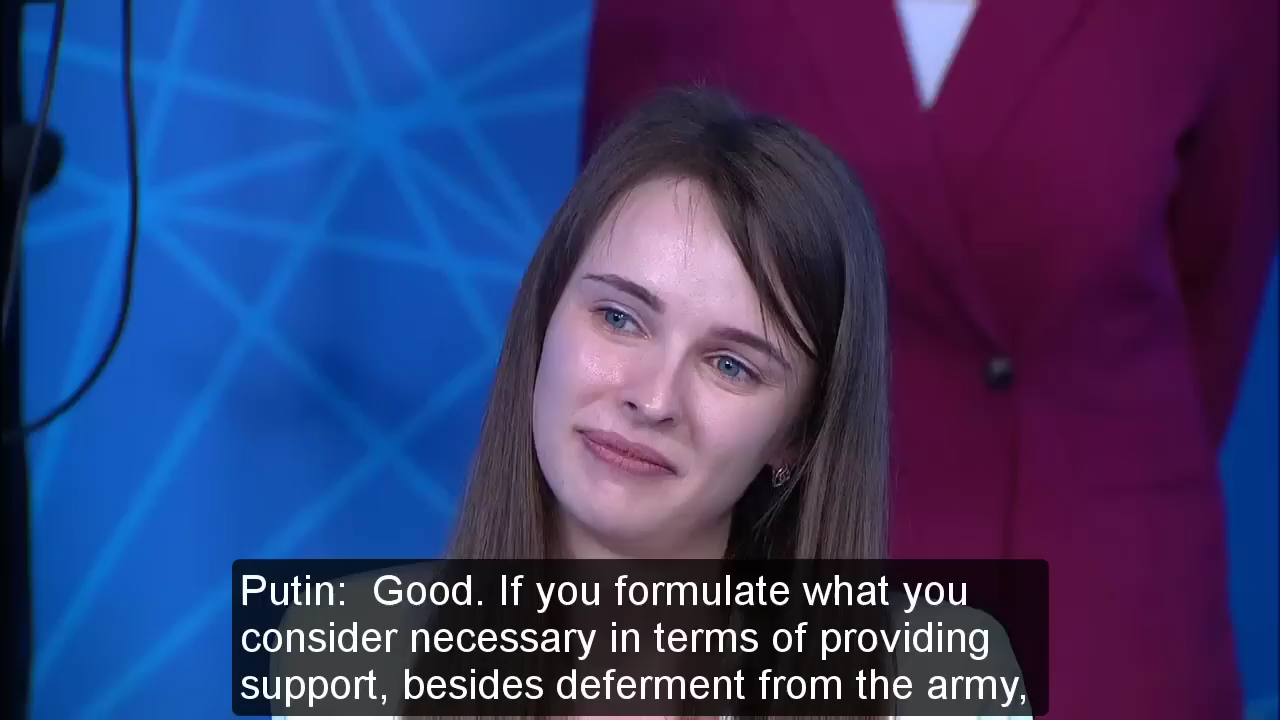 Putin:  Good. If you formulate what you
consider necessary in terms of providing
support, besides deferment from the army,